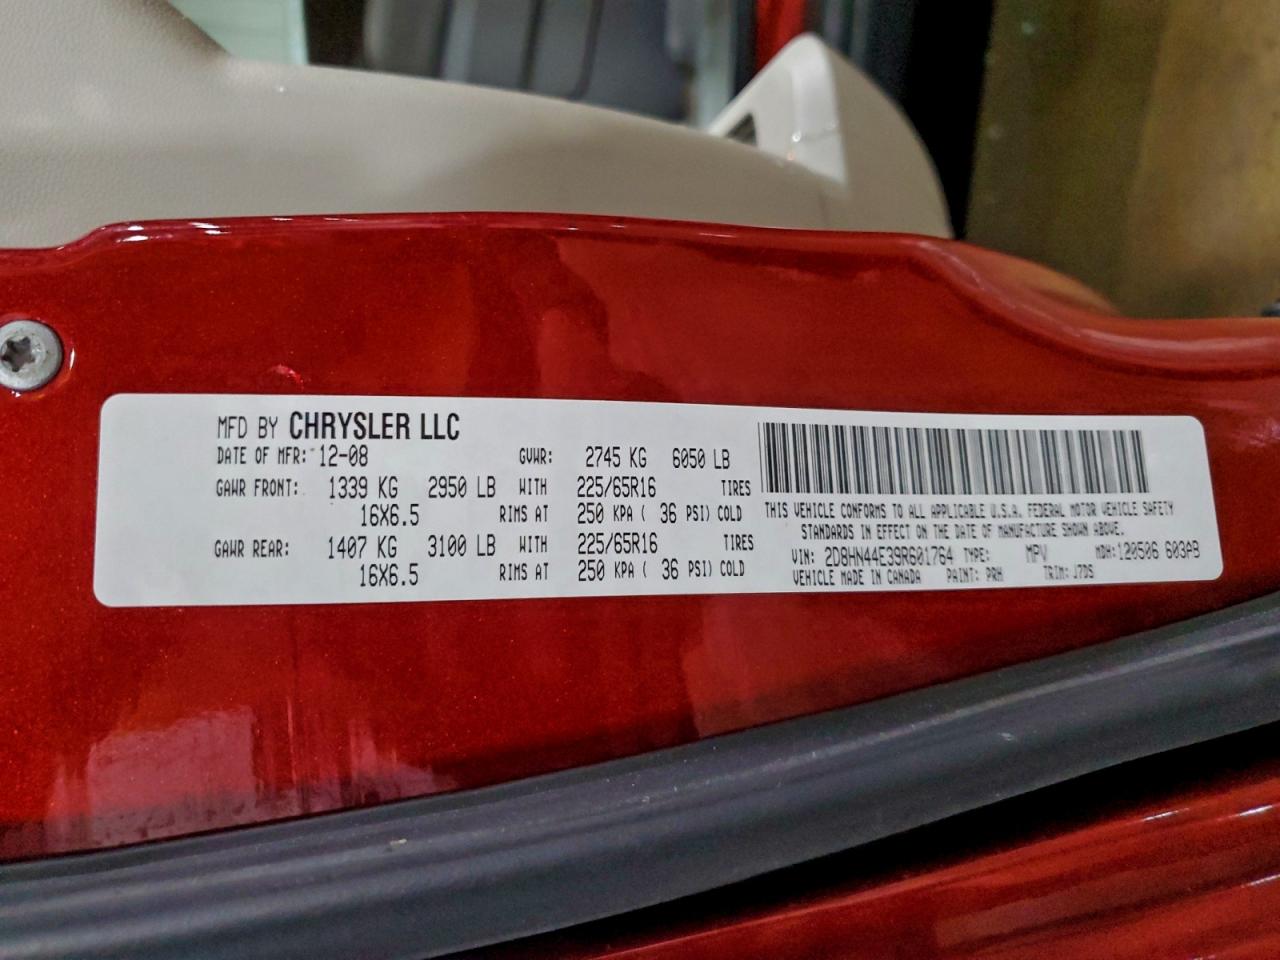 MFD BY CHRYSLER LLC
DATE OF MFR: 12-08 GVWR: 2745 KG 6050 LB
GAWR FRONT: 1339 KG 2950 LB WITH 225/65R16 TIRES
16X6.5 RIMS AT 250 KPA ( 36 PSI) COLD
GAWR REAR: 1407 KG 3100 LB WITH 225/65R16 TIRES
16X6.5 RIMS AT 250 KPA ( 36 PSI) COLD
THIS VEHICLE CONFORMS TO ALL APPLICABLE U.S.A. FEDERAL MOTOR VEHICLE SAFETY
STANDARDS IN EFFECT ON THE DATE OF MANUFACTURE SHOWN ABOVE.
VIN: 2D8HN44E39R601764 TYPE: MPV MDH: 120506 603AB
VEHICLE MADE IN CANADA PAINT: PRH TRIM: J7DS